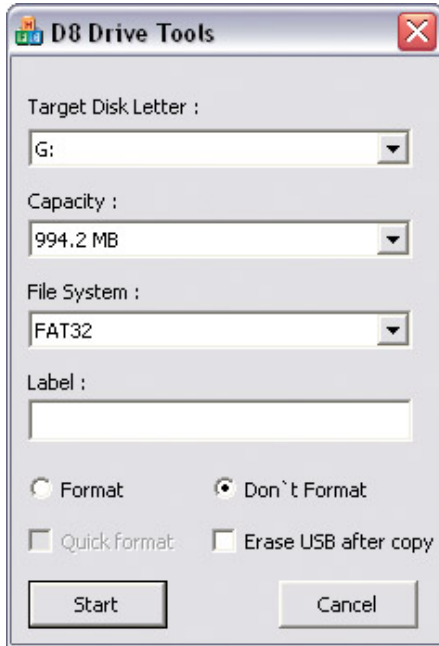 D8 Drive Tools
Target Disk Letter :
G:
Capacity :
994.2 MB
File System :
FAT32
Label :
Format Don`t Format
Quick format Erase USB after copy
Start Cancel